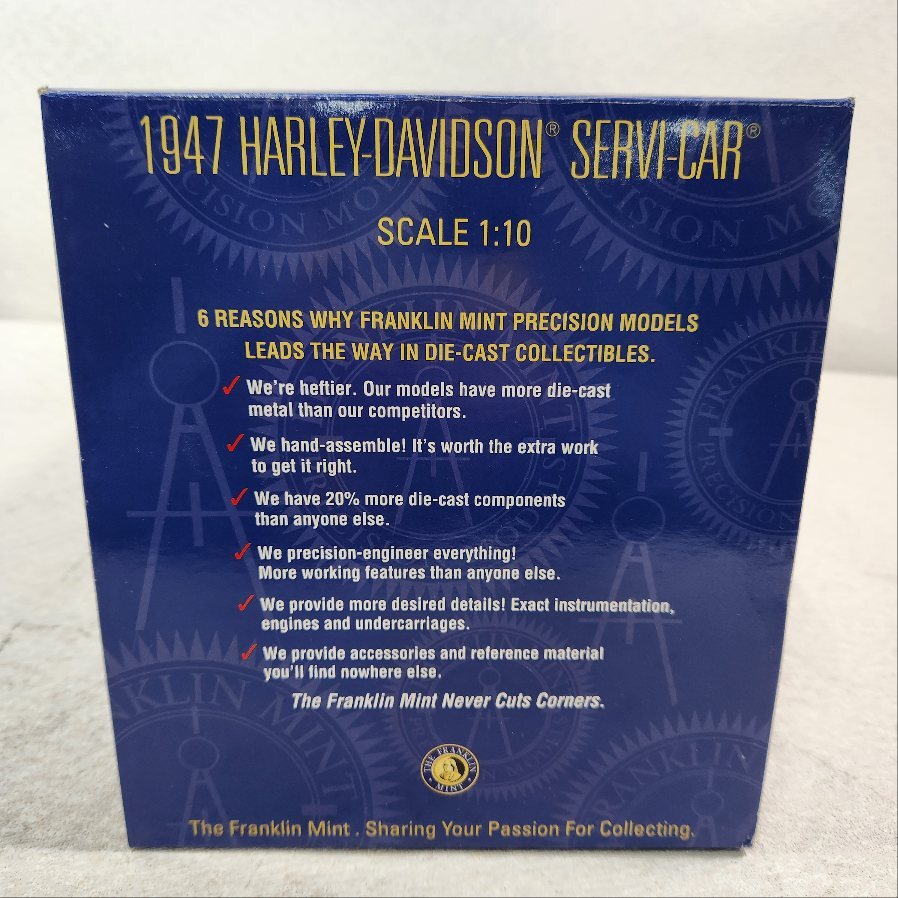 1947 HARLEY-DAVIDSON® SERVI-CAR®
SCALE 1:10
6 REASONS WHY FRANKLIN MINT PRECISION MODELS
LEADS THE WAY IN DIE-CAST COLLECTIBLES.
✓ We're heftier. Our models have more die-cast
metal than our competitors.
✓ We hand-assemble! It's worth the extra work
to get it right.
✓ We have 20% more die-cast components
than anyone else.
✓ We precision-engineer everything!
More working features than anyone else.
✓ We provide more desired details! Exact instrumentation,
engines and undercarriages.
✓ We provide accessories and reference material
you'll find nowhere else.
The Franklin Mint Never Cuts Corners.
THE FRANKLIN MINT
The Franklin Mint . Sharing Your Passion For Collecting.